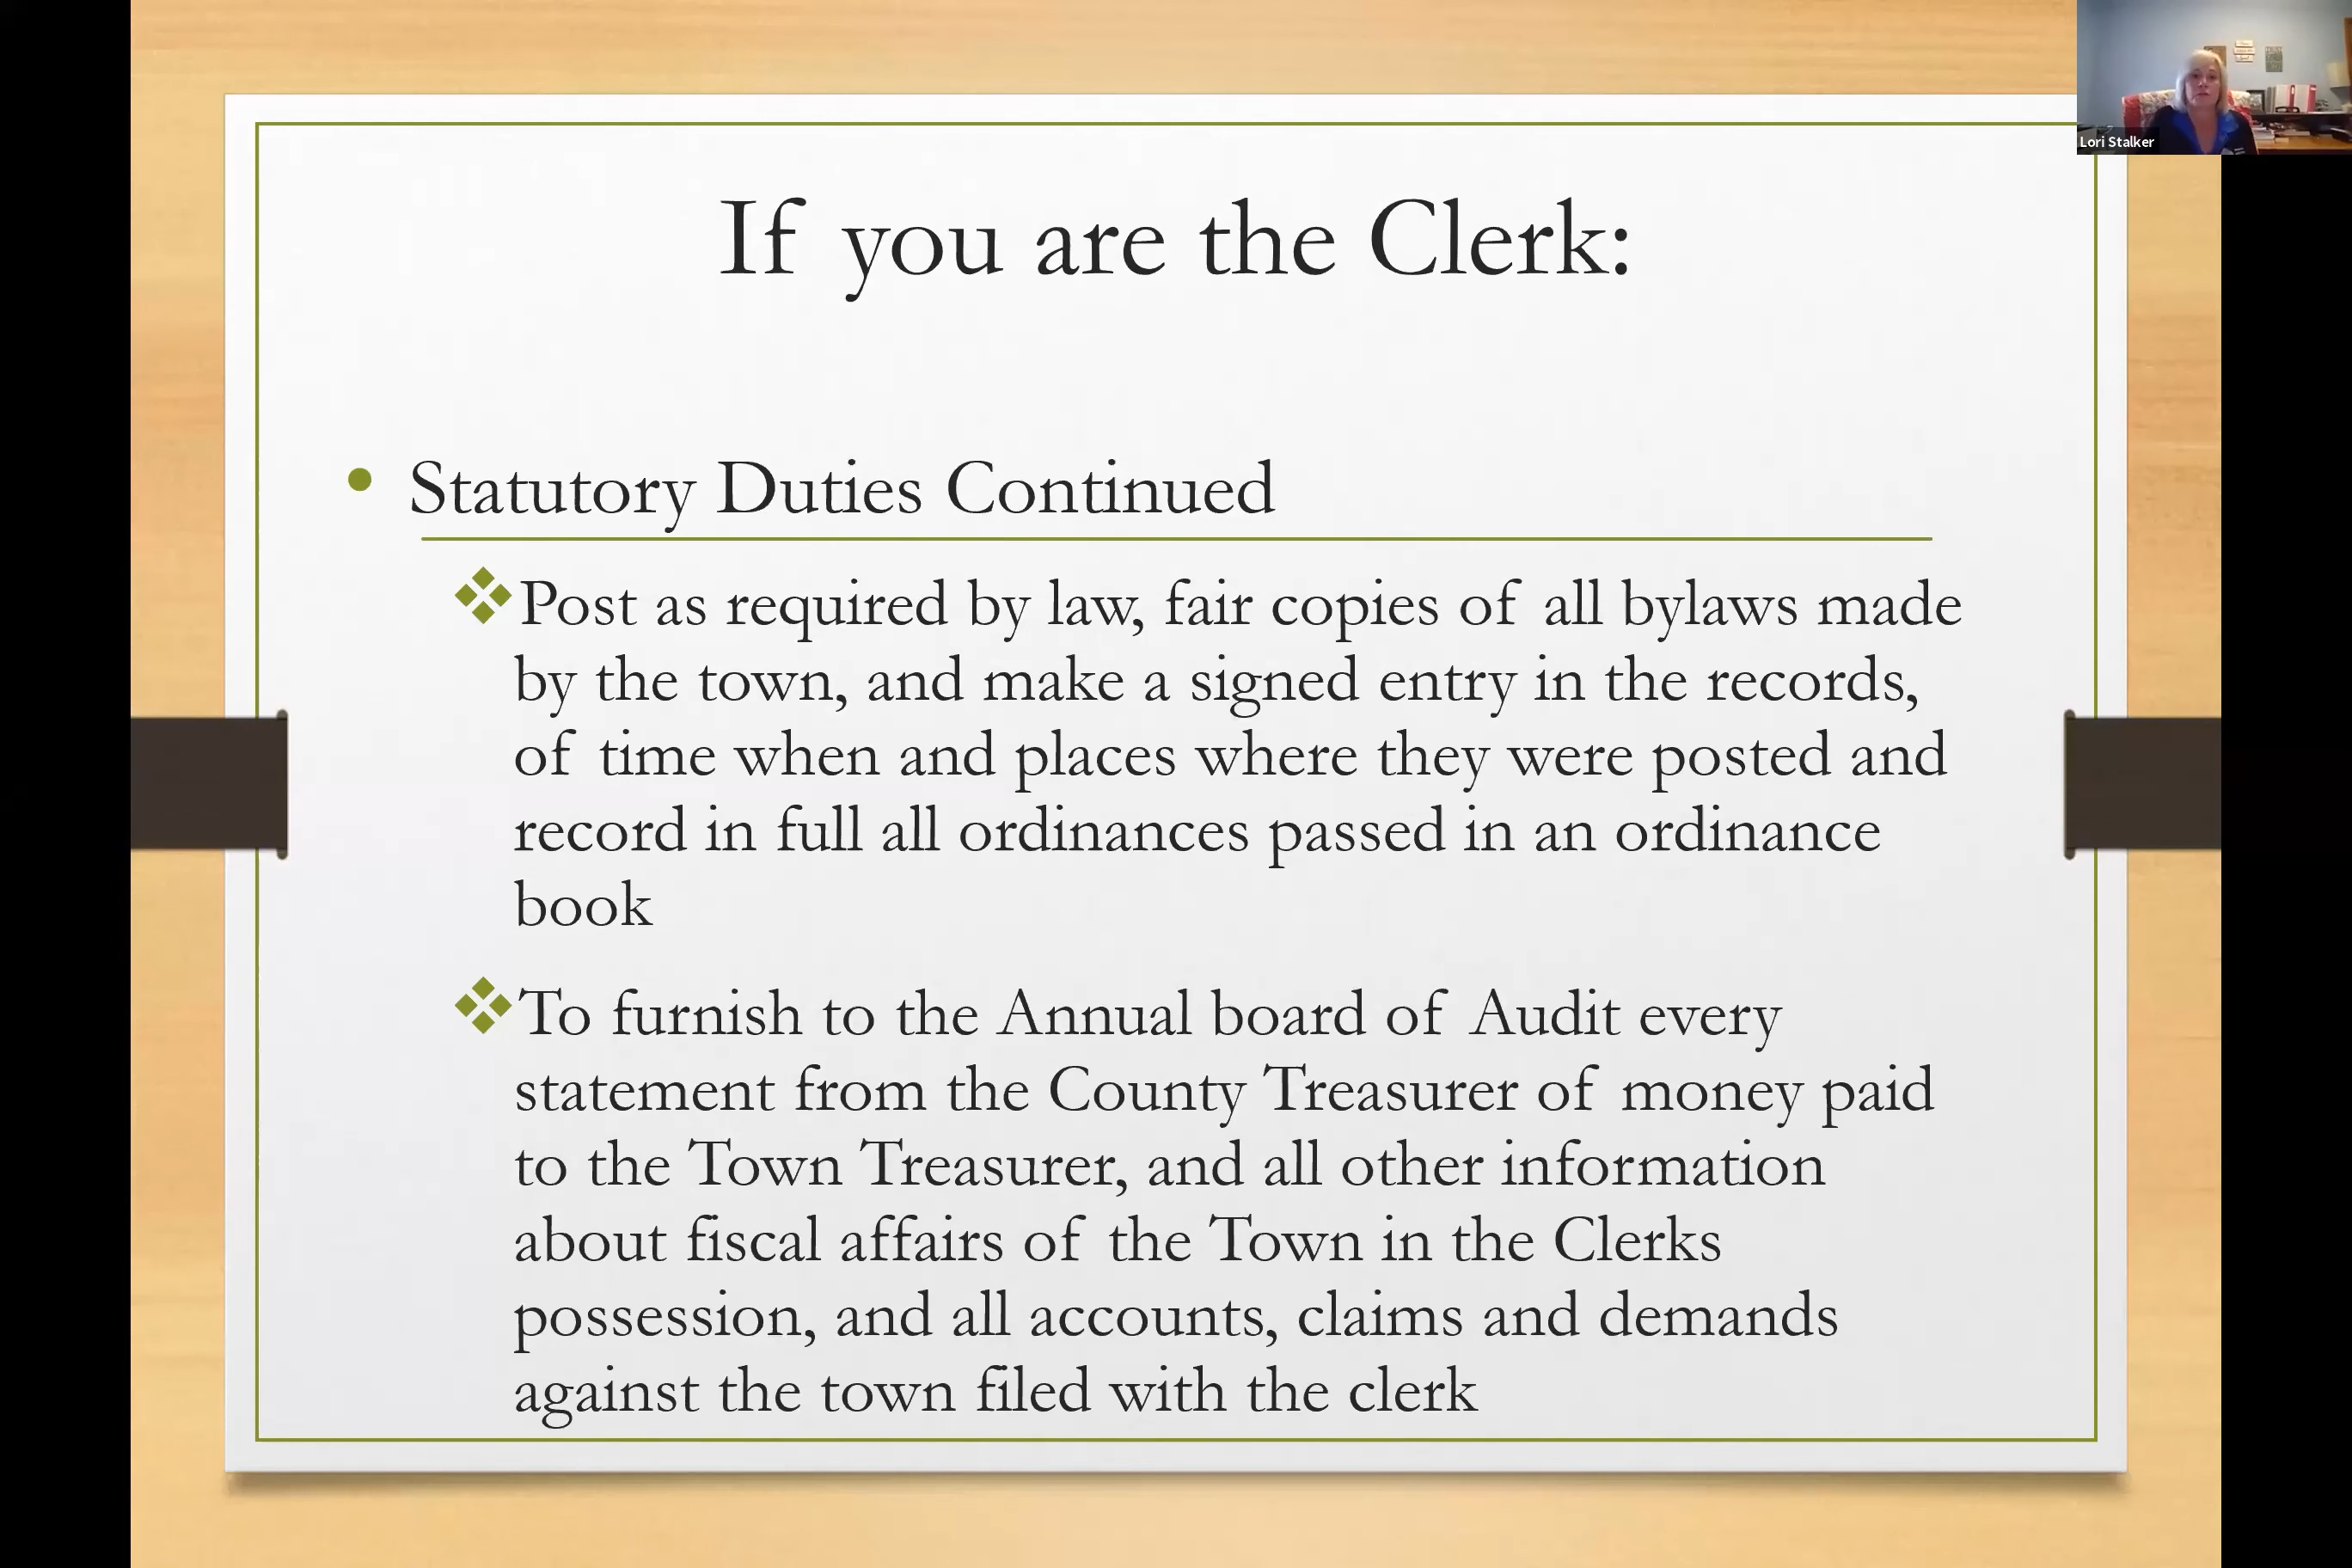 Lori Stalker
If you are the Clerk:
• Statutory Duties Continued
❖Post as required by law, fair copies of all bylaws made
by the town, and make a signed entry in the records,
of time when and places where they were posted and
record in full all ordinances passed in an ordinance
book
❖To furnish to the Annual board of Audit every
statement from the County Treasurer of money paid
to the Town Treasurer, and all other information
about fiscal affairs of the Town in the Clerks
possession, and all accounts, claims and demands
against the town filed with the clerk